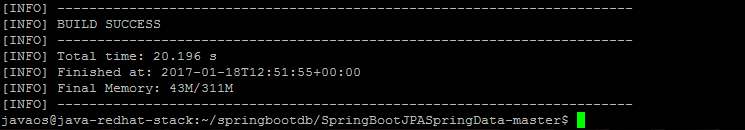 [INFO] ------------------------------------------------------------------------
[INFO] BUILD SUCCESS
[INFO] ------------------------------------------------------------------------
[INFO] Total time: 20.196 s
[INFO] Finished at: 2017-01-18T12:51:55+00:00
[INFO] Final Memory: 43M/311M
[INFO] ------------------------------------------------------------------------
javaos@java-redhat-stack:~/springbootdb/SpringBootJPASpringData-master$